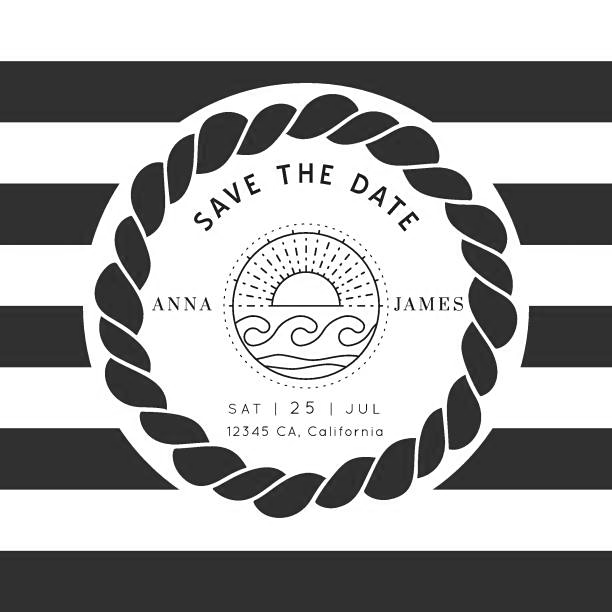 SAVE THE DATE
ANNA JAMES
SAT | 25 | JUL
12345 CA, California